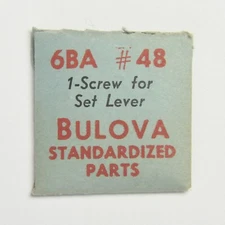 6BA #48
1-Screw for
Set Lever
BULOVA
STANDARDIZED
PARTS